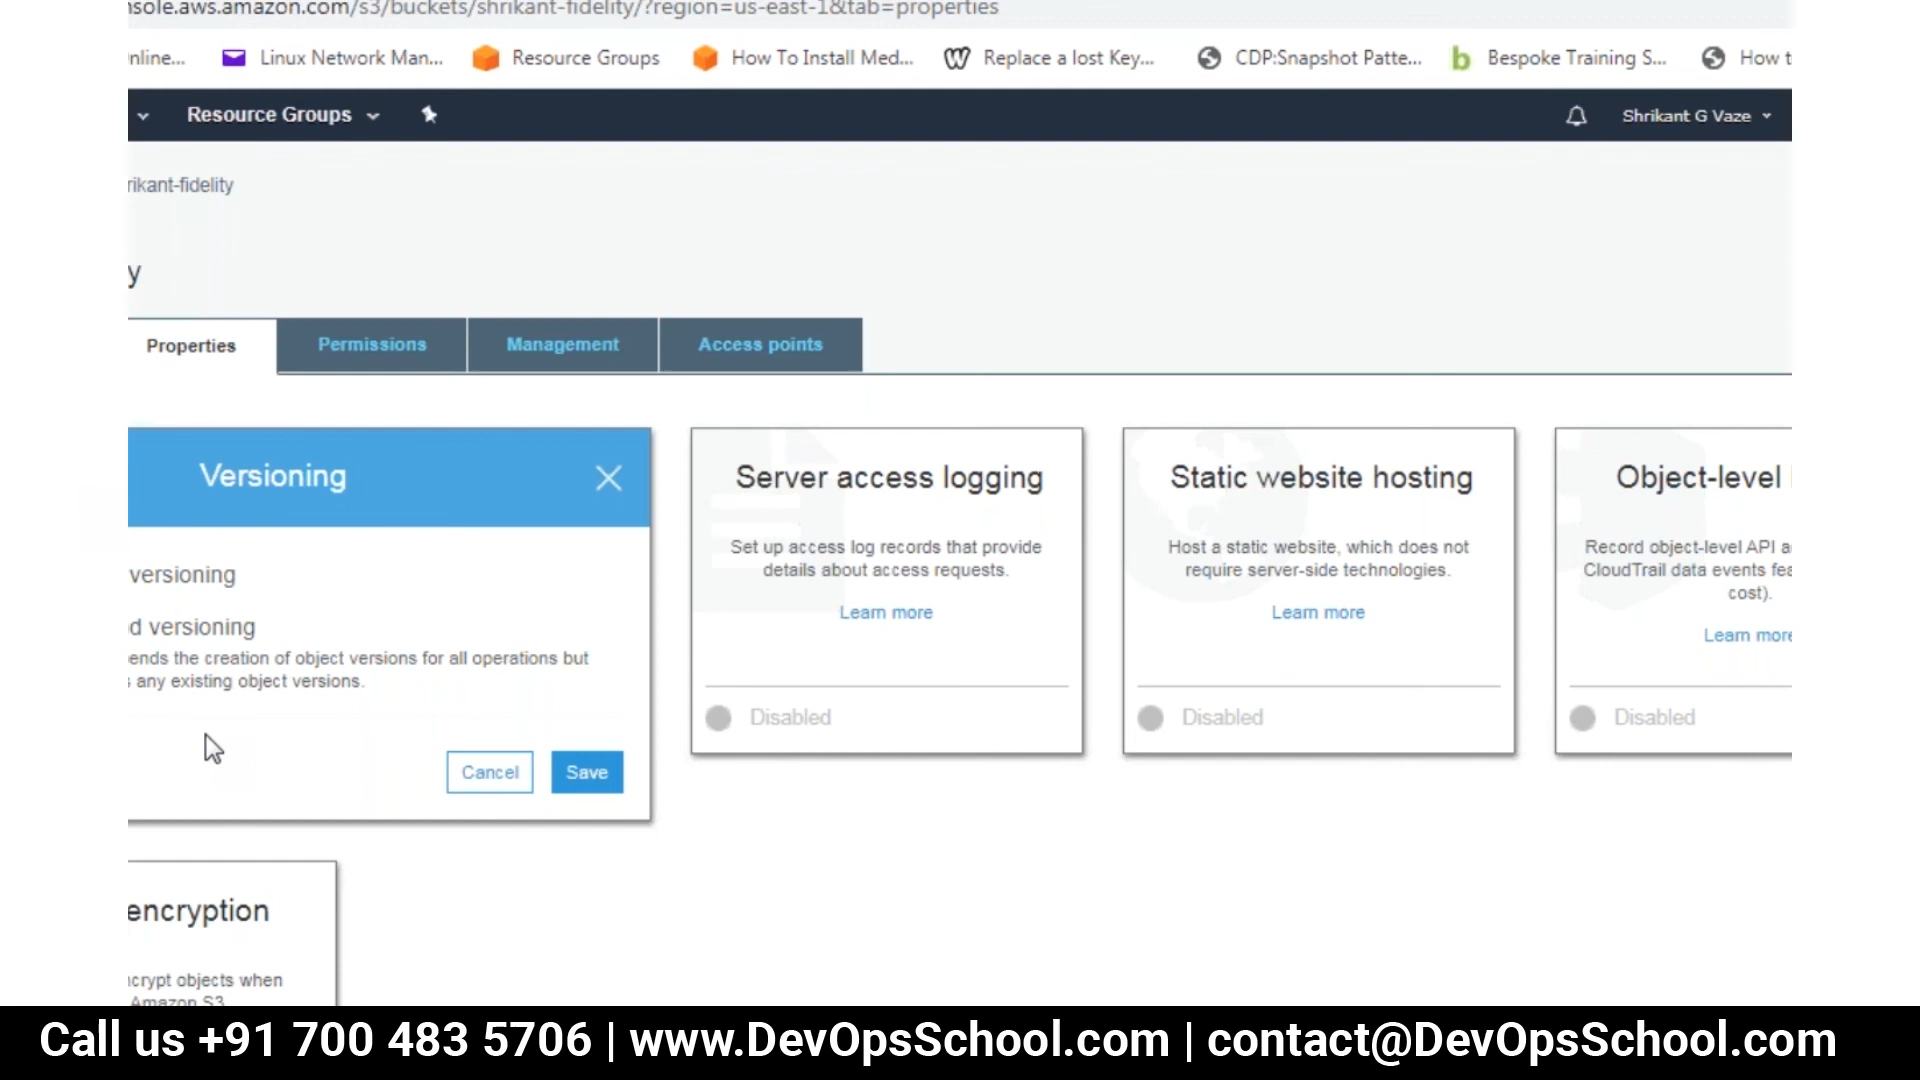 nsole.aws.amazon.com/s3/buckets/shrikant-fidelity/?region=us-east-1&tab=properties
nline... Linux Network Man... Resource Groups How To Install Med... Replace a lost Key... CDP:Snapshot Patte... Bespoke Training S... How t
Resource Groups Shrikant G Vaze
rikant-fidelity
y
Properties Permissions Management Access points
Versioning
versioning
d versioning
ends the creation of object versions for all operations but
s any existing object versions.
Cancel Save
Server access logging
Set up access log records that provide
details about access requests.
Learn more
Disabled
Static website hosting
Host a static website, which does not
require server-side technologies.
Learn more
Disabled
Object-level
Record object-level API a
CloudTrail data events fea
cost).
Learn more
Disabled
encryption
ncrypt objects when
Amazon S3
Call us +91 700 483 5706 | www.DevOpsSchool.com | contact@DevOpsSchool.com